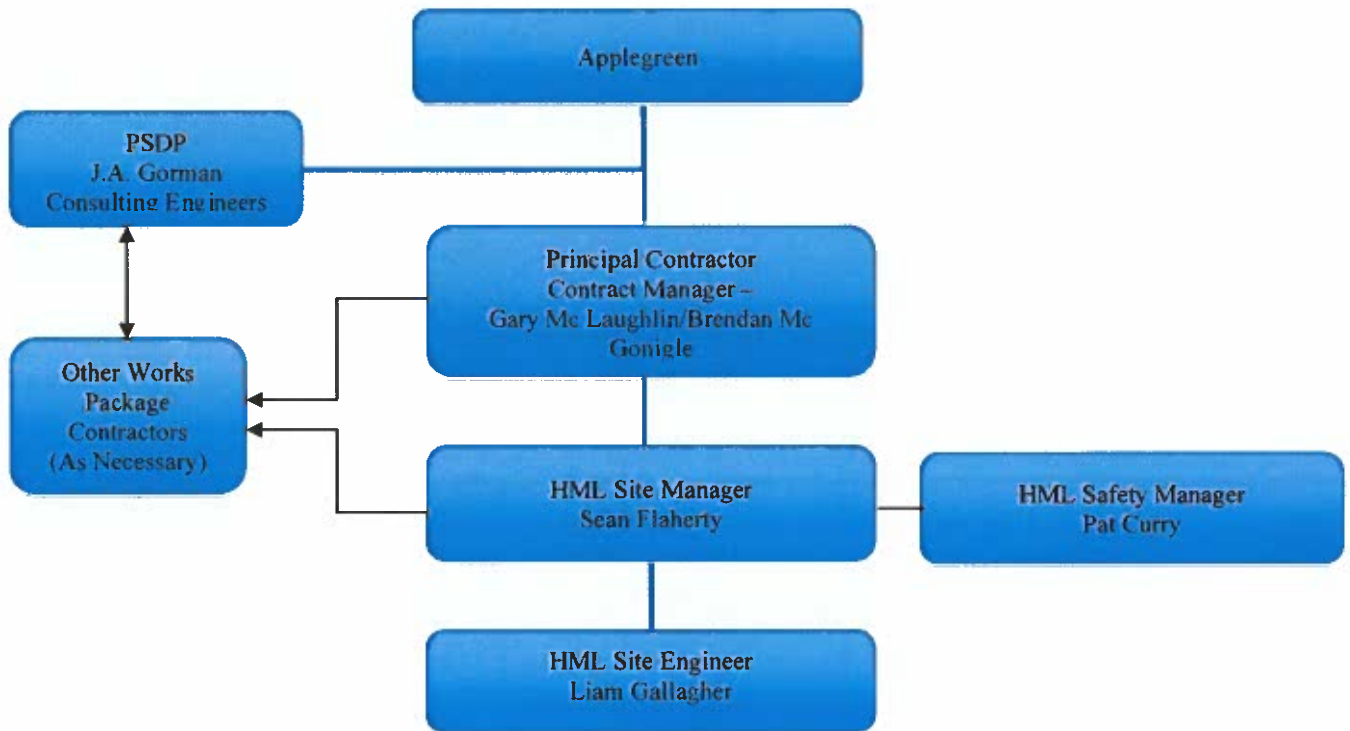 Applegreen
PSDP
J.A. Gorman
Consulting Engineers
Principal Contractor
Contract Manager –
Gary Mc Laughlin/Brendan Mc
Gonigle
Other Works
Package
Contractors
(As Necessary)
HML Site Manager
Sean Flaherty
HML Safety Manager
Pat Curry
HML Site Engineer
Liam Gallagher